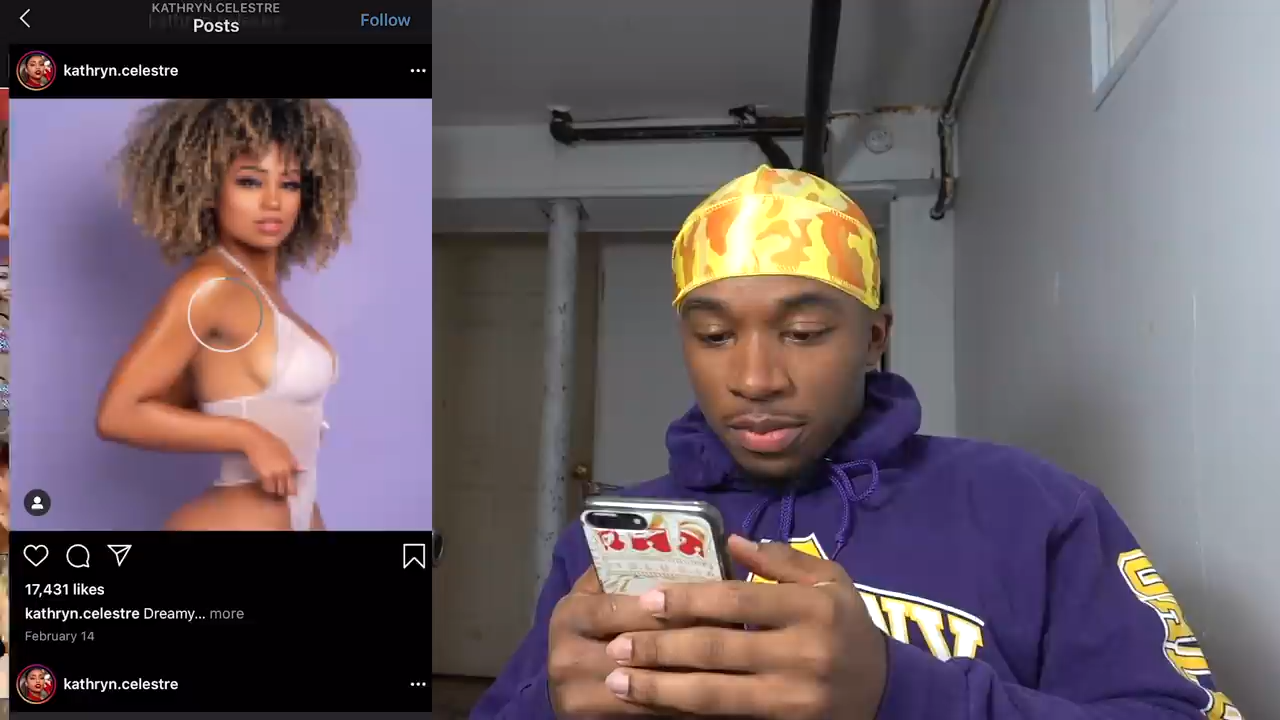 KATHRYN.CELESTRE
Posts
Follow
kathryn.celestre
17,431 likes
kathryn.celestre Dreamy... more
February 14
kathryn.celestre